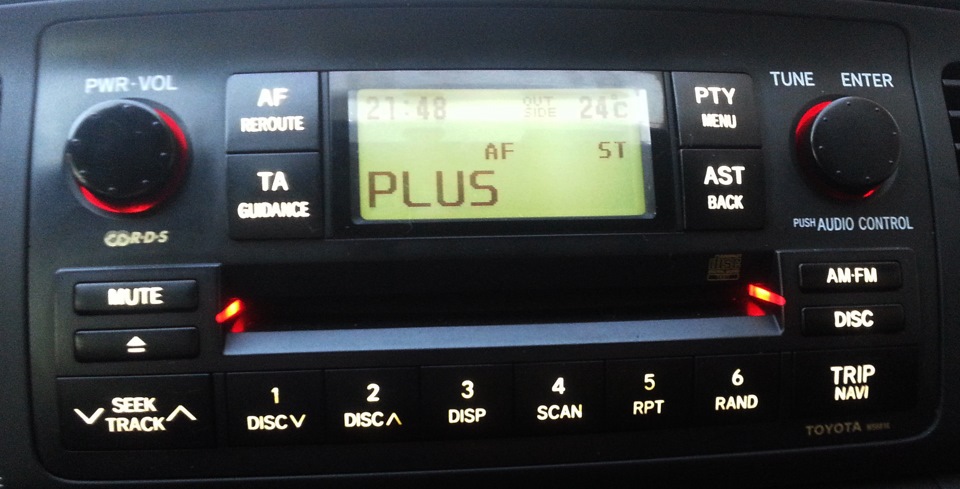 PWR-VOL
AF
REROUTE
21:48
OUT
SIDE
24°C
PTY
MENU
TUNE
ENTER
AF
ST
PLUS
TA
GUIDANCE
AST
BACK
R·D·S
PUSH AUDIO CONTROL
MUTE
AM·FM
DISC
SEEK
TRACK
1
DISC
2
DISC
3
DISP
4
SCAN
5
RPT
6
RAND
TRIP
NAVI
TOYOTA